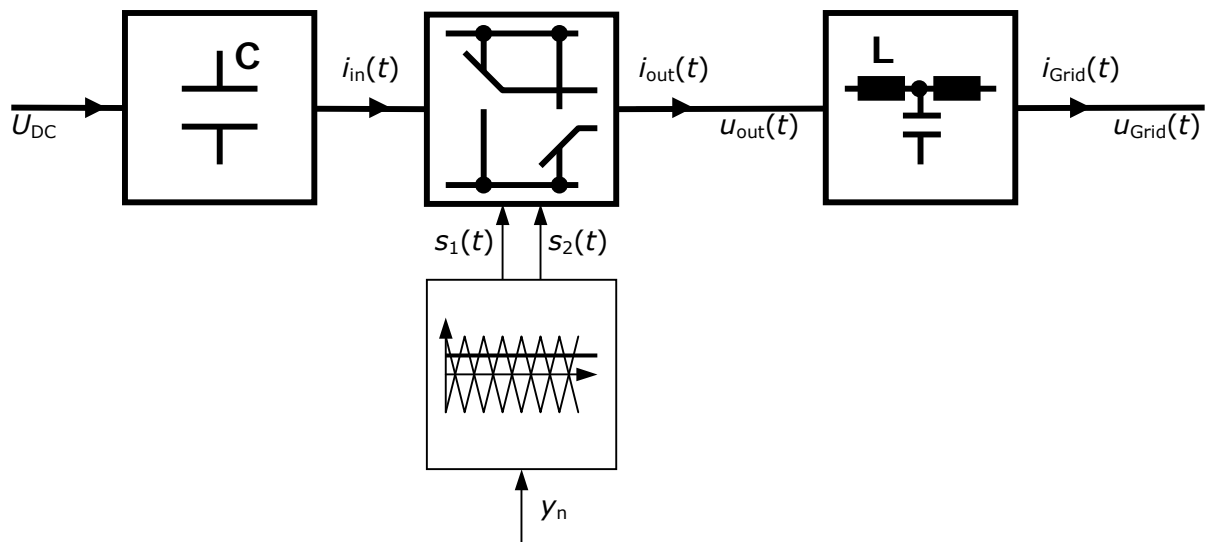 C
L
i_in(t)
i_out(t)
i_Grid(t)
U_DC
u_out(t)
u_Grid(t)
s_1(t)
s_2(t)
y_n